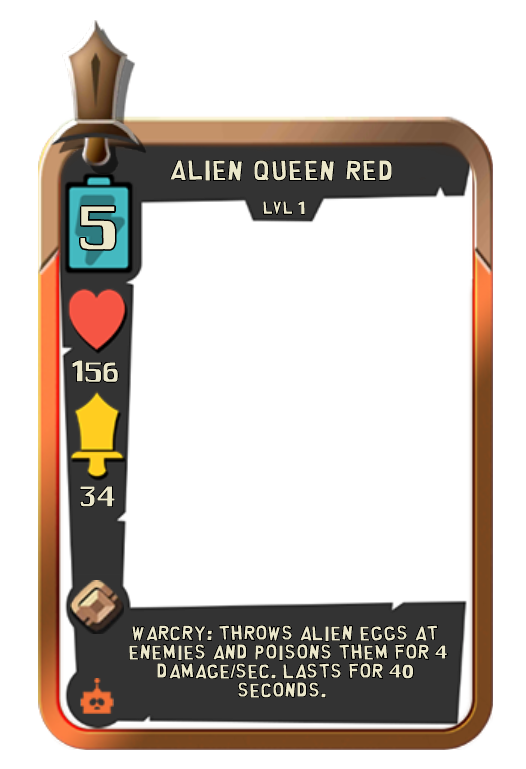 ALIEN QUEEN RED
LVL 1
5
156
34
WARCRY: THROWS ALIEN EGGS AT
ENEMIES AND POISONS THEM FOR 4
DAMAGE/SEC. LASTS FOR 40
SECONDS.